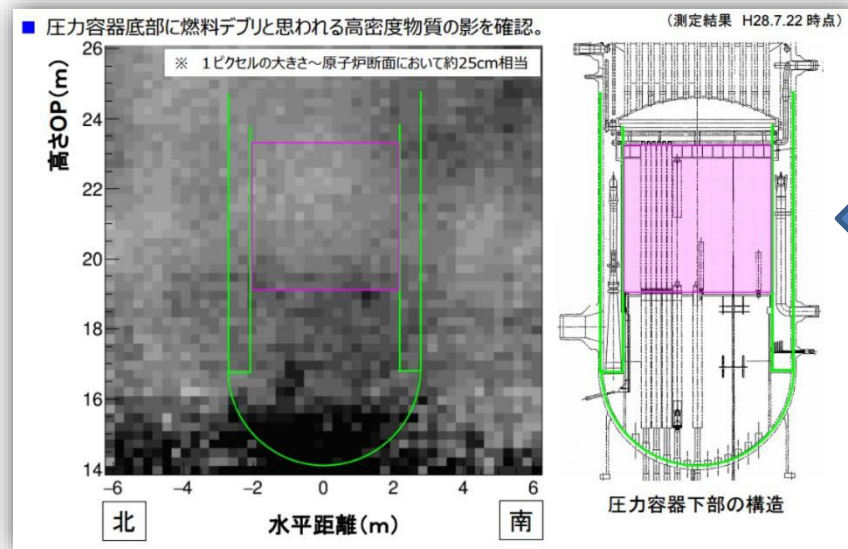 ■ 圧力容器底部に燃料デブリと思われる高密度物質の影を確認。
(測定結果 H28.7.22 時点)
※ 1ピクセルの大きさ~原子炉断面において約25cm相当
高さOP(m)
26
24
22
20
18
16
14
-6 -4 -2 0 2 4 6
北 水平距離(m) 南
圧力容器下部の構造